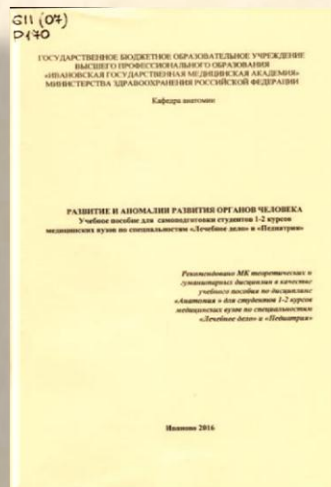 611 (07)
Р170
ГОСУДАРСТВЕННОЕ БЮДЖЕТНОЕ ОБРАЗОВАТЕЛЬНОЕ УЧРЕЖДЕНИЕ
ВЫСШЕГО ПРОФЕССИОНАЛЬНОГО ОБРАЗОВАНИЯ
«ИВАНОВСКАЯ ГОСУДАРСТВЕННАЯ МЕДИЦИНСКАЯ АКАДЕМИЯ»
МИНИСТЕРСТВА ЗДРАВООХРАНЕНИЯ РОССИЙСКОЙ ФЕДЕРАЦИИ
Кафедра анатомии
РАЗВИТИЕ И АНОМАЛИИ РАЗВИТИЯ ОРГАНОВ ЧЕЛОВЕКА
Учебное пособие для самоподготовки студентов 1-2 курсов
медицинских вузов по специальностям «Лечебное дело» и «Педиатрия»
Рекомендовано МК теоретических и
гуманитарных дисциплин в качестве
учебного пособия по дисциплине
«Анатомия » для студентов 1-2 курсов
медицинских вузов по специальностям
«Лечебное дело» и «Педиатрия»
Иваново 2016